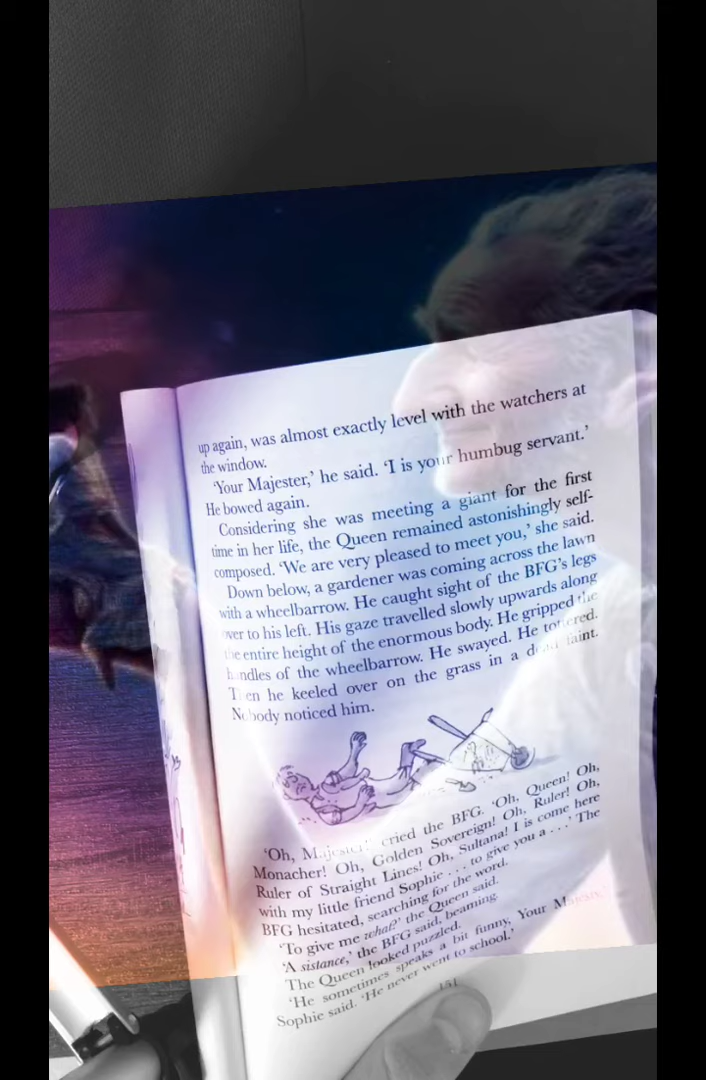 up again, was almost exactly level with the watchers at
the window.
‘Your Majester,’ he said. ‘I is your humbug servant.’
He bowed again.
Considering she was meeting a giant for the first
time in her life, the Queen remained astonishingly self-
composed. ‘We are very pleased to meet you,’ she said.
Down below, a gardener was coming across the lawn
with a wheelbarrow. He caught sight of the BFG’s legs
over to his left. His gaze travelled slowly upwards along
the entire height of the enormous body. He gripped the
handles of the wheelbarrow. He swayed. He tottered.
Then he keeled over on the grass in a dead faint.
Nobody noticed him.
‘Oh, Majester!’ cried the BFG. ‘Oh, Queen! Oh,
Monacher! Oh, Golden Sovereign! Oh, Ruler! Oh,
Ruler of Straight Lines! Oh, Sultana! I is come here
with my little friend Sophie . . . to give you a . . .’ The
BFG hesitated, searching for the word.
‘To give me what?’ the Queen said.
‘A sistance,’ the BFG said, beaming.
The Queen looked puzzled.
‘He sometimes speaks a bit funny, Your Majesty,’
Sophie said. ‘He never went to school.’
151